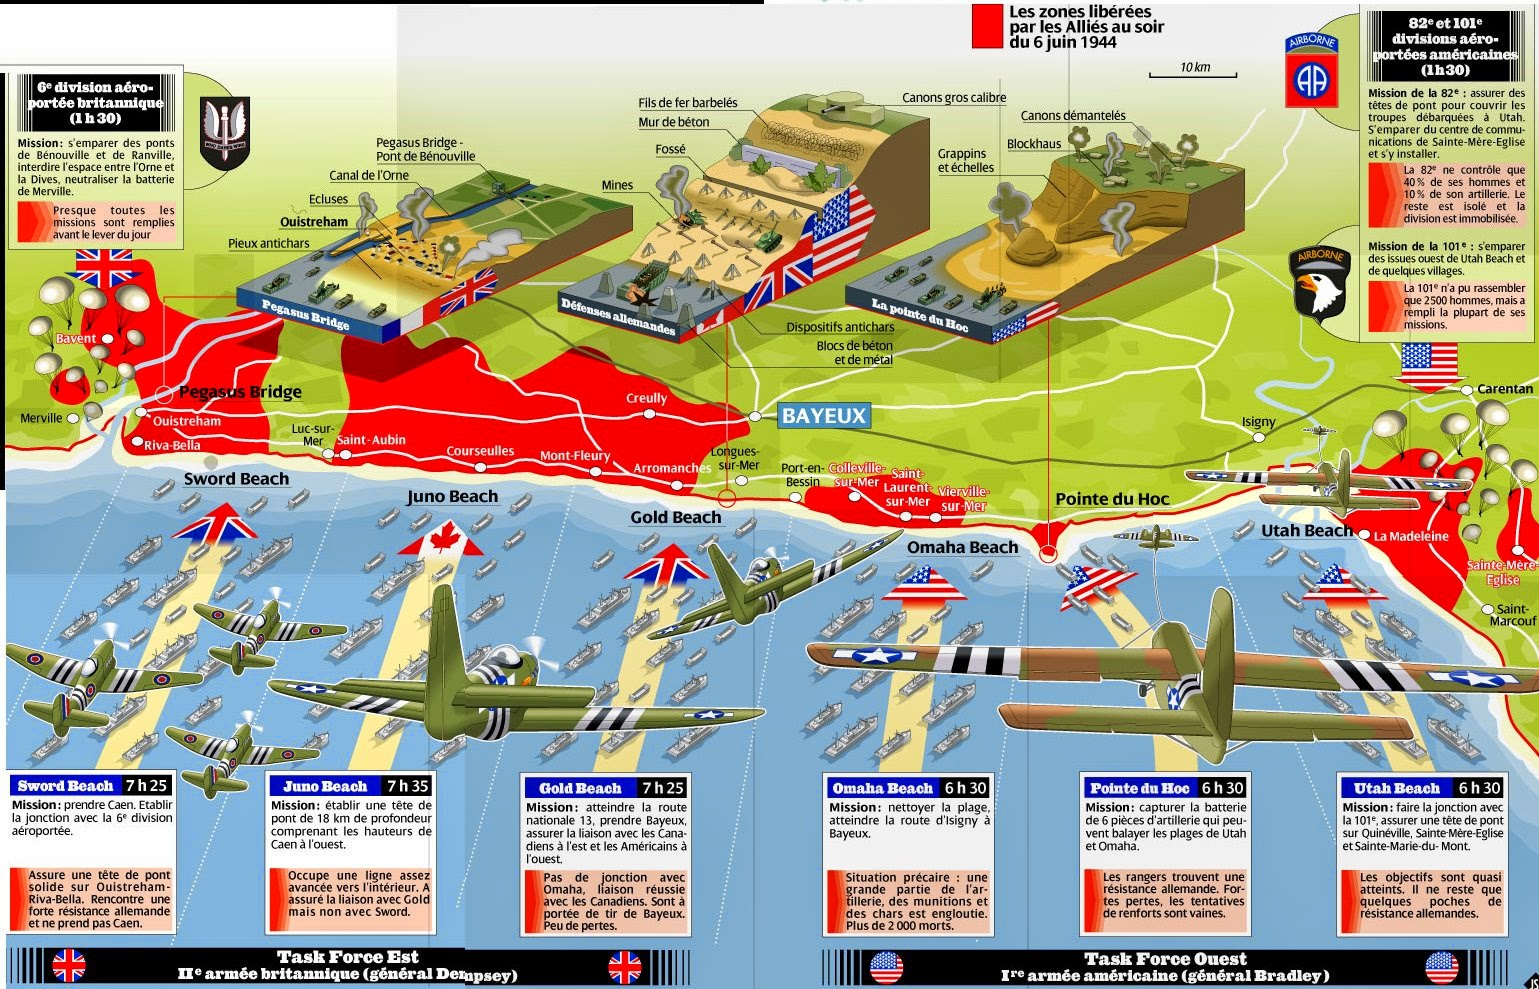 Les zones libérées
par les Alliés au soir
du 6 juin 1944
10 km
6e division aéro-
portée britannique
(1 h 30)
Mission : s'emparer des ponts
de Bénouville et de Ranville,
interdire l'espace entre l'Orne et
la Dives, neutraliser la batterie
de Merville.
Presque toutes les
missions sont remplies
avant le lever du jour
82e et 101e
divisions aéro-
portées américaines
(1 h 30)
AIRBORNE
AA
Mission de la 82e : assurer des
têtes de pont pour couvrir les
troupes débarquées à Utah.
S'emparer du centre de commu-
nications de Sainte-Mère-Eglise
et s'y installer.
La 82e ne contrôle que
40 % de ses hommes et
10 % de son artillerie. Le
reste est isolé et la
division est immobilisée.
AIRBORNE
Mission de la 101e : s'emparer
des issues ouest de Utah Beach et
de quelques villages.
La 101e n'a pu rassembler
que 2500 hommes, mais a
rempli la plupart de ses
missions.
Pegasus Bridge -
Pont de Bénouville
Canal de l'Orne
Ecluses
Ouistreham
Pieux antichars
Pegasus Bridge
Fils de fer barbelés
Mur de béton
Fossé
Mines
Canons gros calibre
Défenses allemandes
Dispositifs antichars
Blocs de béton
et de métal
Canons démantelés
Blockhaus
Grappins
et échelles
La pointe du Hoc
Bavent
Merville
Pegasus Bridge
Ouistreham
Riva-Bella
Luc-sur-
Mer
Saint-Aubin
Courseulles
Creully
Mont-Fleury
Arromanches
Longues-
sur-Mer
BAYEUX
Port-en-
Bessin
Colleville-
sur-Mer
Saint-
Laurent-
sur-Mer
Vierville-
sur-Mer
Isigny
Carentan
La Madeleine
Sainte-Mère-
Eglise
Saint-
Marcouf
Sword Beach
Juno Beach
Gold Beach
Omaha Beach
Pointe du Hoc
Utah Beach
Sword Beach 7 h 25
Mission : prendre Caen. Etablir
la jonction avec la 6e division
aéroportée.
Assure une tête de pont
solide sur Ouistreham-
Riva-Bella. Rencontre une
forte résistance allemande
et ne prend pas Caen.
Juno Beach 7 h 35
Mission : établir une tête de
pont de 18 km de profondeur
comprenant les hauteurs de
Caen à l'ouest.
Occupe une ligne assez
avancée vers l'intérieur. A
assuré la liaison avec Gold
mais non avec Sword.
Gold Beach 7 h 25
Mission : atteindre la route
nationale 13, prendre Bayeux,
assurer la liaison avec les Cana-
diens à l'est et les Américains à
l'ouest.
Pas de jonction avec
Omaha, liaison réussie
avec les Canadiens. Sont à
portée de tir de Bayeux.
Peu de pertes.
Omaha Beach 6 h 30
Mission : nettoyer la plage,
atteindre la route d'Isigny à
Bayeux.
Situation précaire : une
grande partie de l'ar-
tillerie, des munitions et
des chars est engloutie.
Plus de 2 000 morts.
Pointe du Hoc 6 h 30
Mission : capturer la batterie
de 6 pièces d'artillerie qui peu-
vent balayer les plages de Utah
et Omaha.
Les rangers trouvent une
résistance allemande. For-
tes pertes, les tentatives
de renforts sont vaines.
Utah Beach 6 h 30
Mission : faire la jonction avec
la 101e, assurer une tête de pont
sur Quinéville, Sainte-Mère-Eglise
et Sainte-Marie-du- Mont.
Les objectifs sont quasi
atteints. Il ne reste que
quelques poches de
résistance allemandes.
Task Force Est
IIe armée britannique (général Dempsey)
Task Force Ouest
Ire armée américaine (général Bradley)